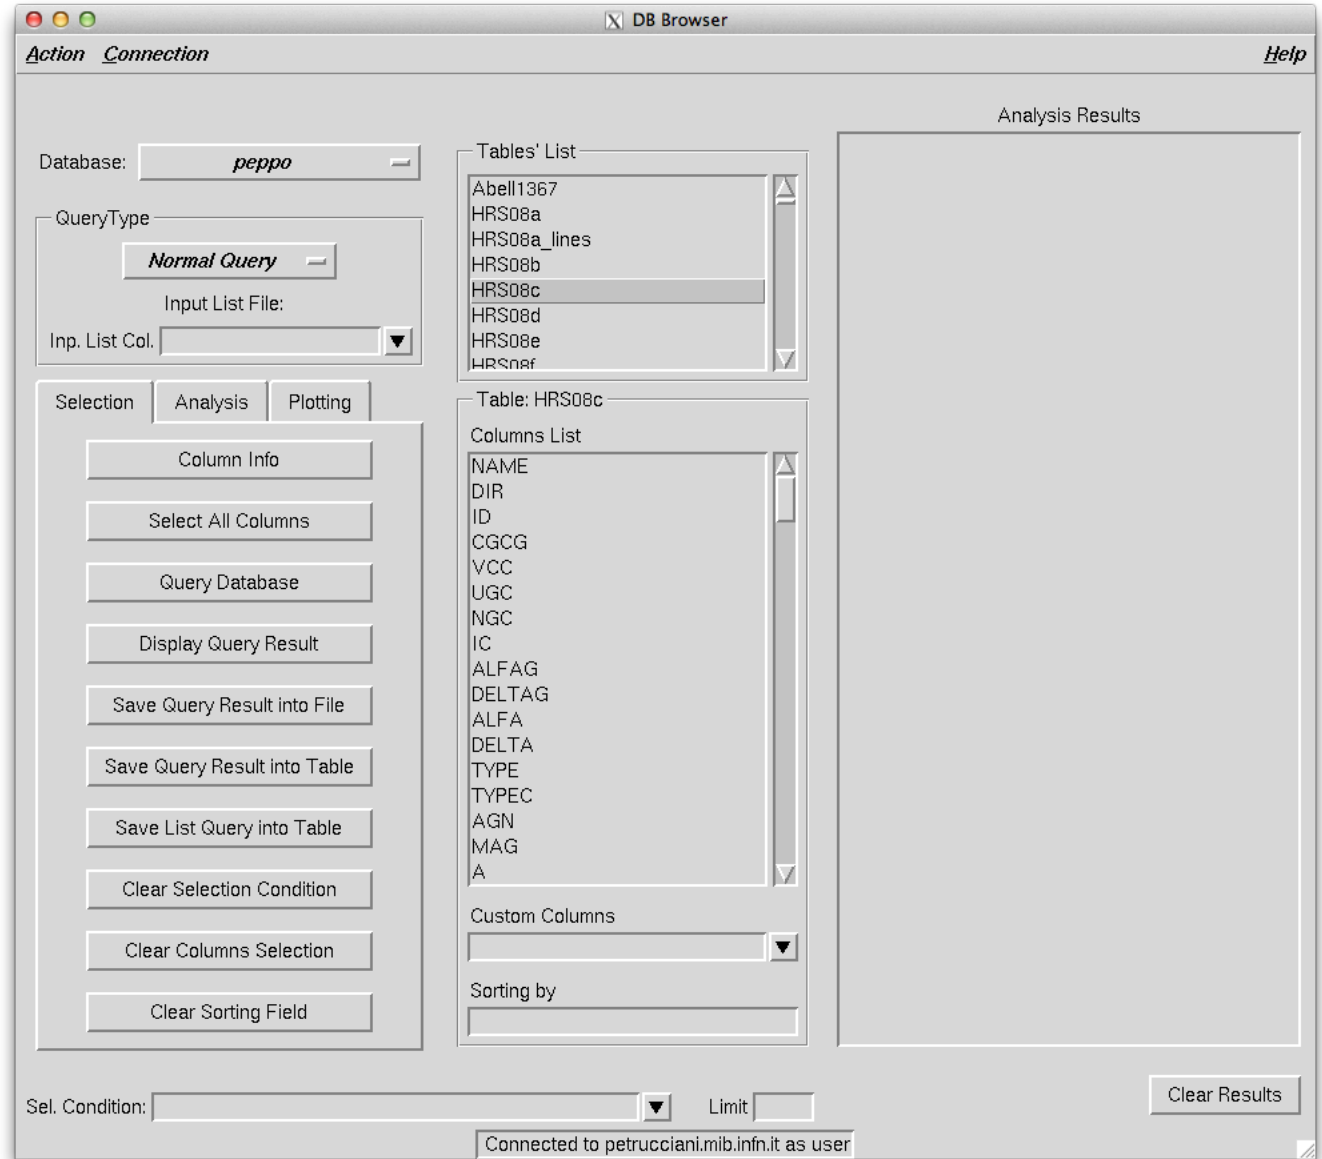 DB Browser
Action Connection Help
Database: peppo
QueryType
Normal Query
Input List File:
Inp. List Col.
Selection Analysis Plotting
Column Info
Select All Columns
Query Database
Display Query Result
Save Query Result into File
Save Query Result into Table
Save List Query into Table
Clear Selection Condition
Clear Columns Selection
Clear Sorting Field
Tables' List
Abell1367
HRS08a
HRS08a_lines
HRS08b
HRS08c
HRS08d
HRS08e
HRS08f
Table: HRS08c
Columns List
NAME
DIR
ID
CGCG
VCC
UGC
NGC
IC
ALFAG
DELTAG
ALFA
DELTA
TYPE
TYPEC
AGN
MAG
A
Custom Columns
Sorting by
Analysis Results
Clear Results
Sel. Condition: Limit
Connected to petrucciani.mib.infn.it as user